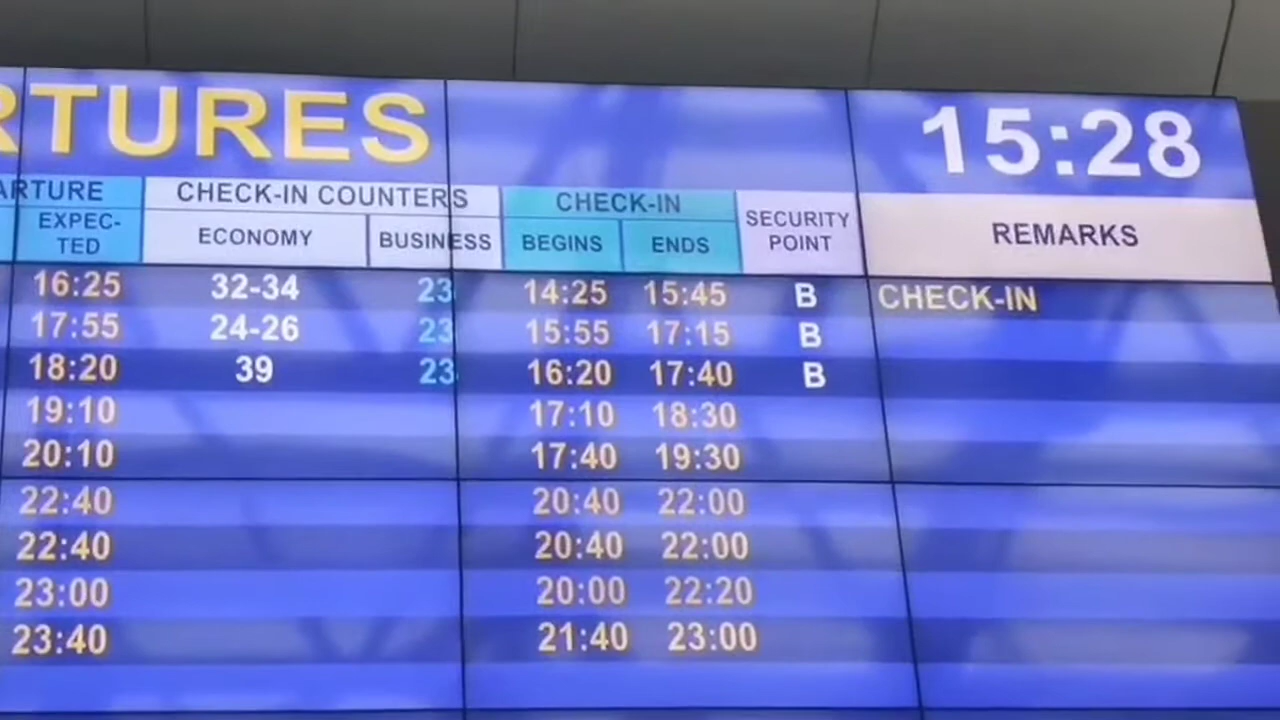 RTURES 15:28
ARTURE CHECK-IN COUNTERS CHECK-IN SECURITY POINT REMARKS
EXPEC-TED ECONOMY BUSINESS BEGINS ENDS
16:25 32-34 23 14:25 15:45 B CHECK-IN
17:55 24-26 23 15:55 17:15 B
18:20 39 23 16:20 17:40 B
19:10 17:10 18:30
20:10 17:40 19:30
22:40 20:40 22:00
22:40 20:40 22:00
23:00 20:00 22:20
23:40 21:40 23:00